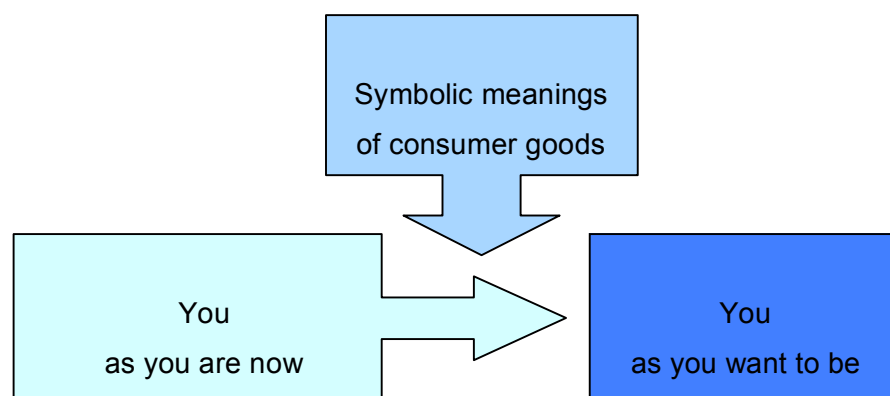 Symbolic meanings
of consumer goods
You
as you are now
You
as you want to be